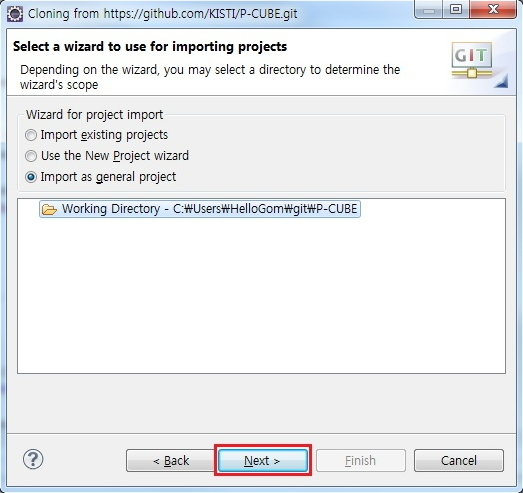 Cloning from https://github.com/KISTI/P-CUBE.git
Select a wizard to use for importing projects
Depending on the wizard, you may select a directory to determine the
wizard's scope
GIT
Wizard for project import
Import existing projects
Use the New Project wizard
Import as general project
Working Directory - C:₩Users₩HelloGom₩git₩P-CUBE
?
< Back
Next >
Finish
Cancel